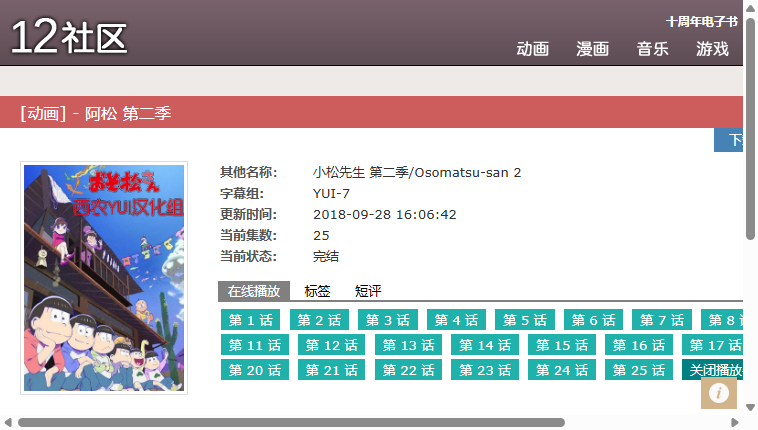 12社区
十周年电子书
动画 漫画 音乐 游戏
[动画] - 阿松 第二季
おそ松さん
西农YUI汉化组
其他名称: 小松先生 第二季/Osomatsu-san 2
字幕组: YUI-7
更新时间: 2018-09-28 16:06:42
当前集数: 25
当前状态: 完结
在线播放 标签 短评
第 1 话 第 2 话 第 3 话 第 4 话 第 5 话 第 6 话 第 7 话 第 8
第 11 话 第 12 话 第 13 话 第 14 话 第 15 话 第 16 话 第 17 话
第 20 话 第 21 话 第 22 话 第 23 话 第 24 话 第 25 话 关闭播放